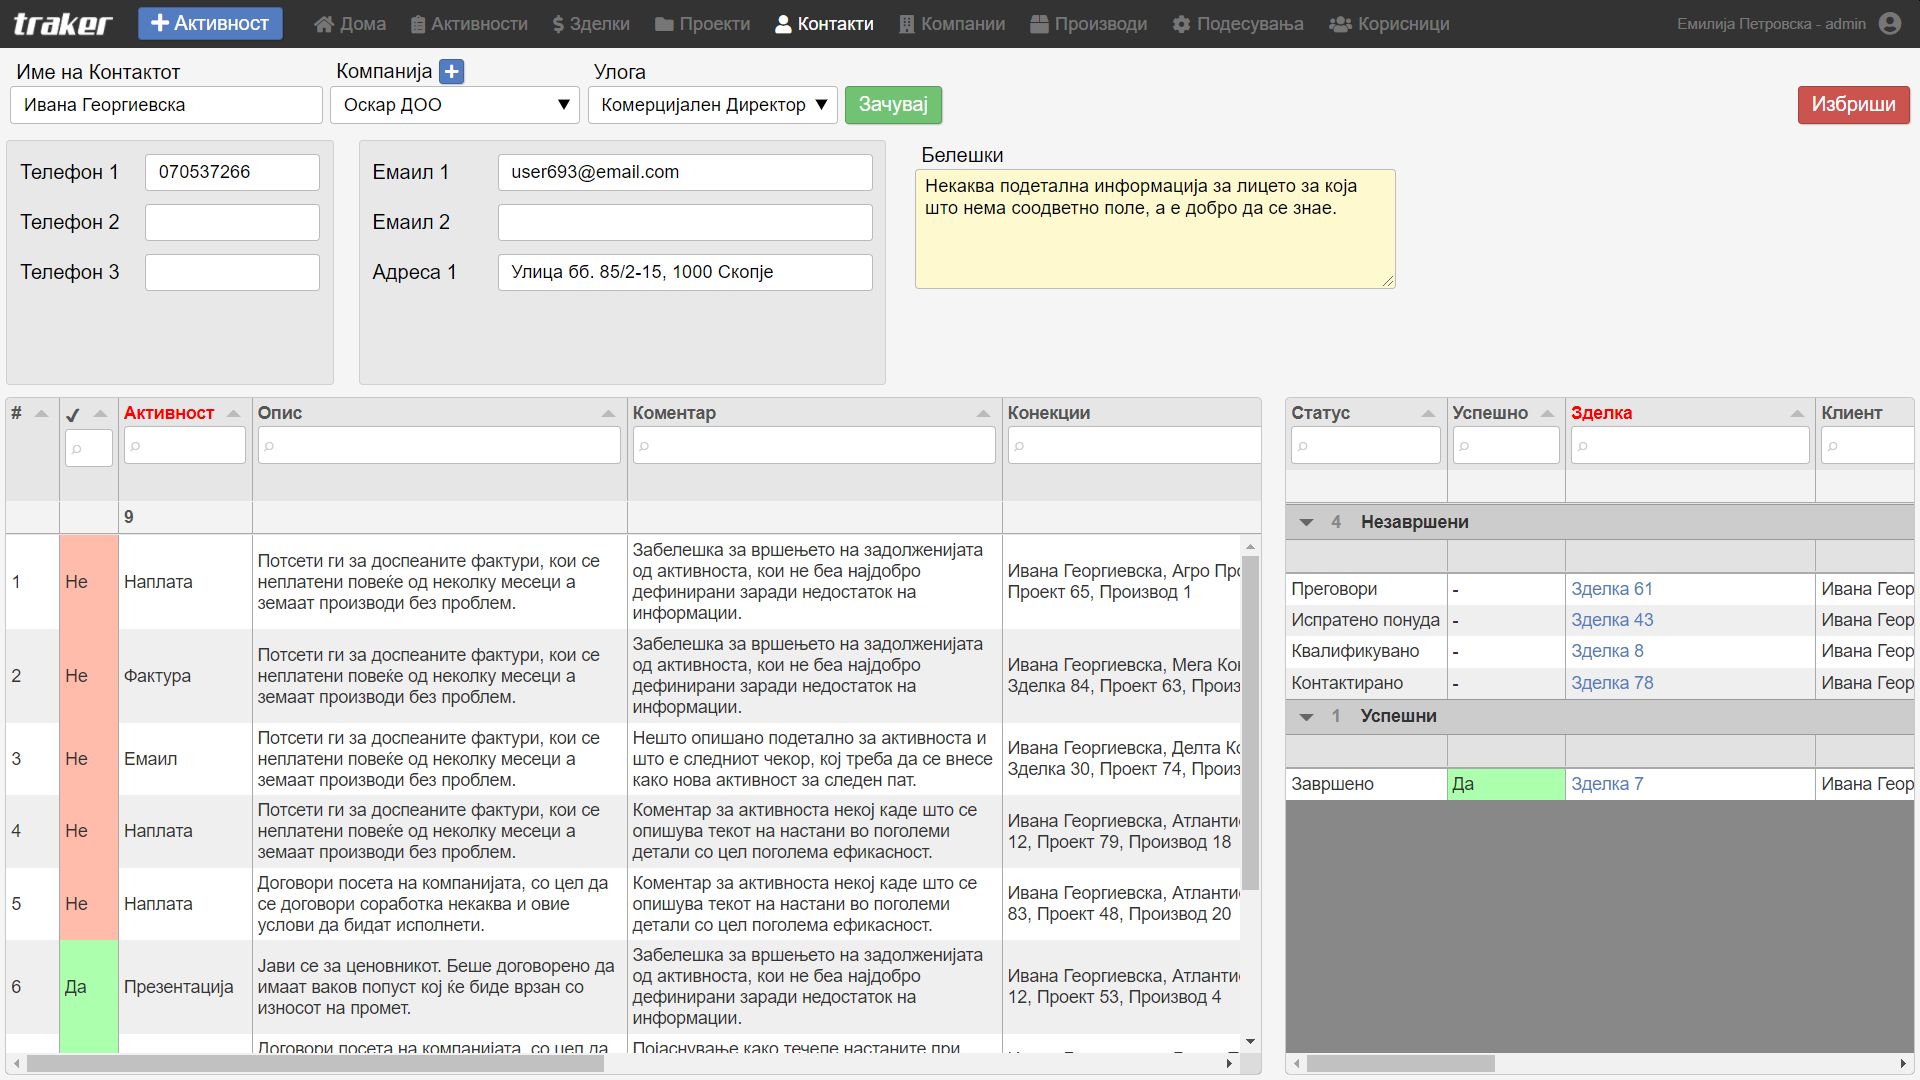 traker
Активност
Дома
Активности
Зделки
Проекти
Контакти
Компании
Производи
Подесувања
Корисници
Емилија Петровска - admin
Име на Контактот
Компанија
Улога
Ивана Георгиевска
Оскар ДОО
Комерцијален Директор
Зачувај
Избриши
Телефон 1
070537266
Телефон 2
Телефон 3
Емаил 1
user693@email.com
Емаил 2
Адреса 1
Улица бб. 85/2-15, 1000 Скопје
Белешки
Некаква подетална информација за лицето за која
што нема соодветно поле, а е добро да се знае.
# ✓ Активност Опис Коментар Конекции
9
1 Не Наплата
Потсети ги за доспеаните фактури, кои се
неплатени повеќе од неколку месеци а
земаат производи без проблем.
Забелешка за вршењето на задолженијата
од активноста, кои не беа најдобро
дефинирани заради недостаток на
информации.
Ивана Георгиевска, Агро Про
Проект 65, Производ 1
2 Не Фактура
Потсети ги за доспеаните фактури, кои се
неплатени повеќе од неколку месеци а
земаат производи без проблем.
Забелешка за вршењето на задолженијата
од активноста, кои не беа најдобро
дефинирани заради недостаток на
информации.
Ивана Георгиевска, Мега Кон
Зделка 84, Проект 63, Произв
3 Не Емаил
Потсети ги за доспеаните фактури, кои се
неплатени повеќе од неколку месеци а
земаат производи без проблем.
Нешто опишано подетално за активноста и
што е следниот чекор, кој треба да се внесе
како нова активност за следен пат.
Ивана Георгиевска, Делта Ко
Зделка 30, Проект 74, Произв
4 Не Наплата
Потсети ги за доспеаните фактури, кои се
неплатени повеќе од неколку месеци а
земаат производи без проблем.
Коментар за активноста некој каде што се
опишува текот на настани во поголеми
детали со цел поголема ефикасност.
Ивана Георгиевска, Атланти
12, Проект 79, Производ 18
5 Не Наплата
Договори посета на компанијата, со цел да
се договори соработка некаква и овие
услови да бидат исполнети.
Коментар за активноста некој каде што се
опишува текот на настани во поголеми
детали со цел поголема ефикасност.
Ивана Георгиевска, Атланти
83, Проект 48, Производ 20
6 Да Презентација
Јави се за ценовникот. Беше договорено да
имаат ваков попуст кој ќе биде врзан со
износот на промет.
Забелешка за вршењето на задолженијата
од активноста, кои не беа најдобро
дефинирани заради недостаток на
информации.
Ивана Георгиевска, Атланти
12, Проект 53, Производ 4
Договори посета на компанијата, со цел да
Појаснување како течеле настаните при
Статус Успешно Зделка Клиент
4 Незавршени
Преговори - Зделка 61 Ивана Геор
Испратено понуда - Зделка 43 Ивана Геор
Квалификувано - Зделка 8 Ивана Геор
Контактирано - Зделка 78 Ивана Геор
1 Успешни
Завршено Да Зделка 7 Ивана Геор